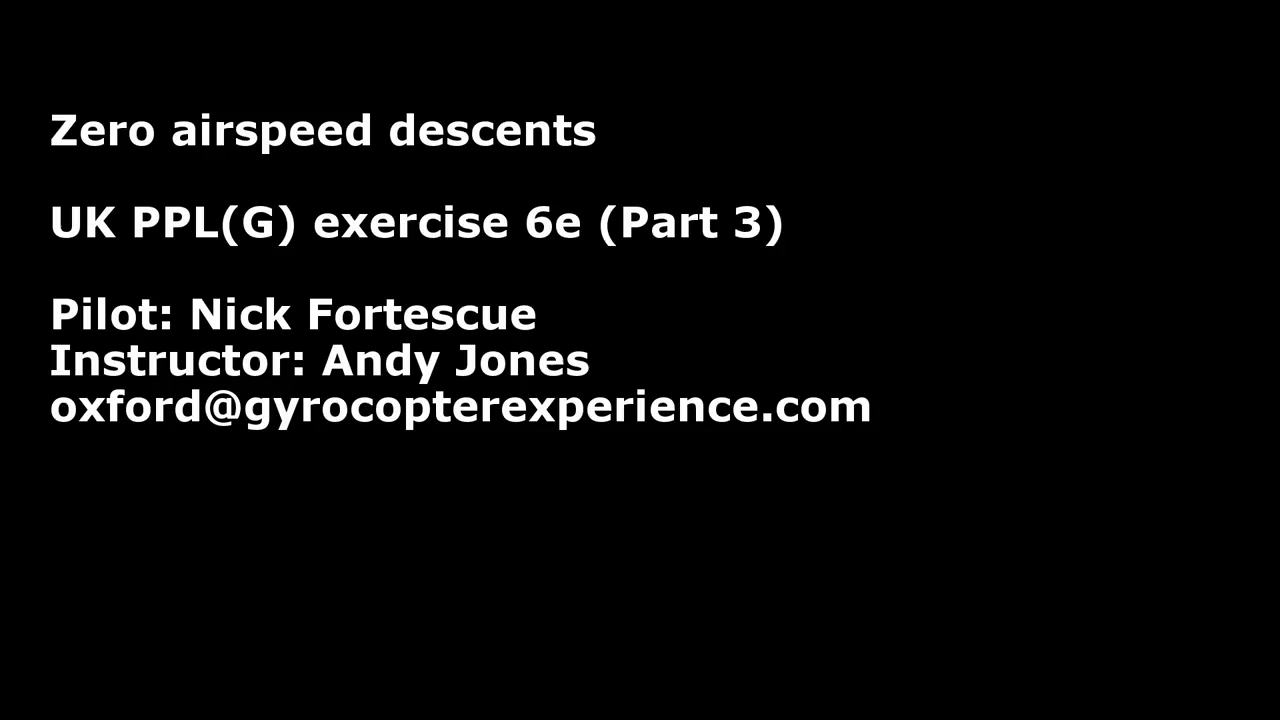 Zero airspeed descents
UK PPL(G) exercise 6e (Part 3)
Pilot: Nick Fortescue
Instructor: Andy Jones
oxford@gyrocopterexperience.com